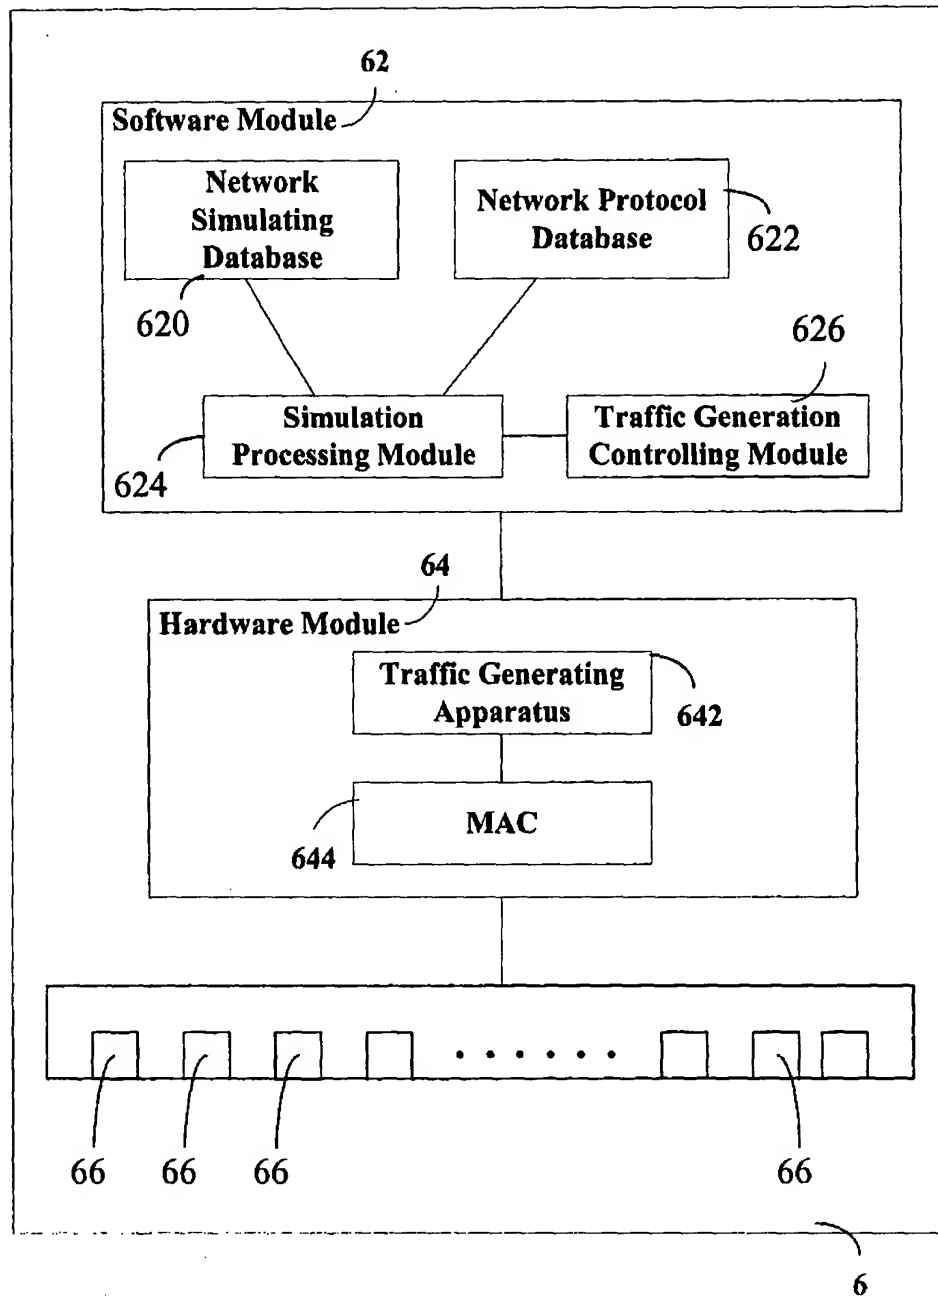 62
Software Module
Network
Simulating
Database
620
Network Protocol
Database
622
626
Simulation
Processing Module
624
Traffic Generation
Controlling Module
64
Hardware Module
Traffic Generating
Apparatus
642
MAC
644
66
66
66
66
6